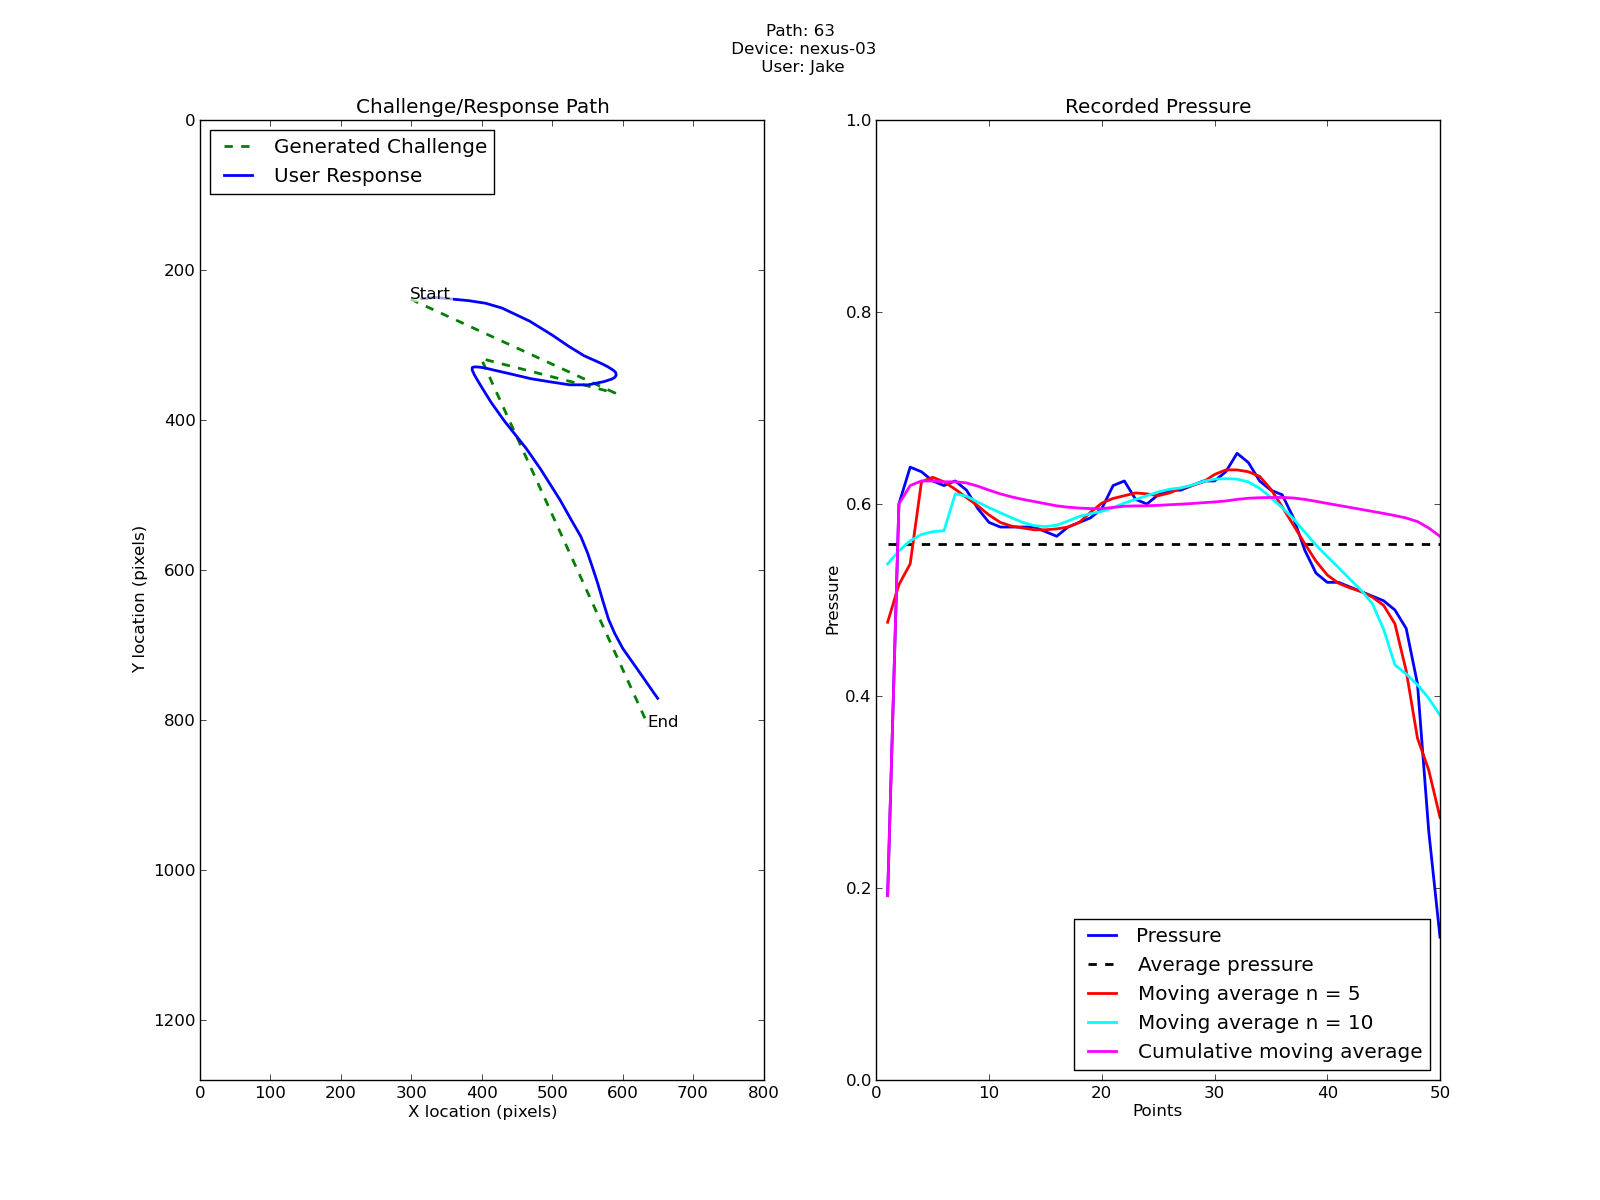 Path: 63
Device: nexus-03
User: Jake
Challenge/Response Path
Generated Challenge
User Response
0
200
400
600
800
1000
1200
Y location (pixels)
Start
End
0 100 200 300 400 500 600 700 800
X location (pixels)
Recorded Pressure
1.0
0.8
0.6
0.4
0.2
0.0
Pressure
Pressure
Average pressure
Moving average n = 5
Moving average n = 10
Cumulative moving average
0 10 20 30 40 50
Points